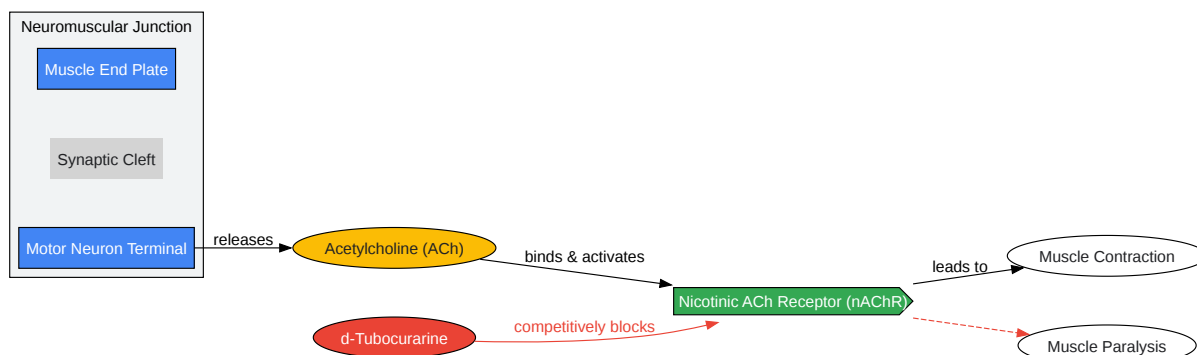 Neuromuscular Junction
Muscle End Plate
Synaptic Cleft
Motor Neuron Terminal
releases
Acetylcholine (ACh)
binds & activates
Nicotinic ACh Receptor (nAChR)
leads to
Muscle Contraction
d-Tubocurarine
competitively blocks
Muscle Paralysis